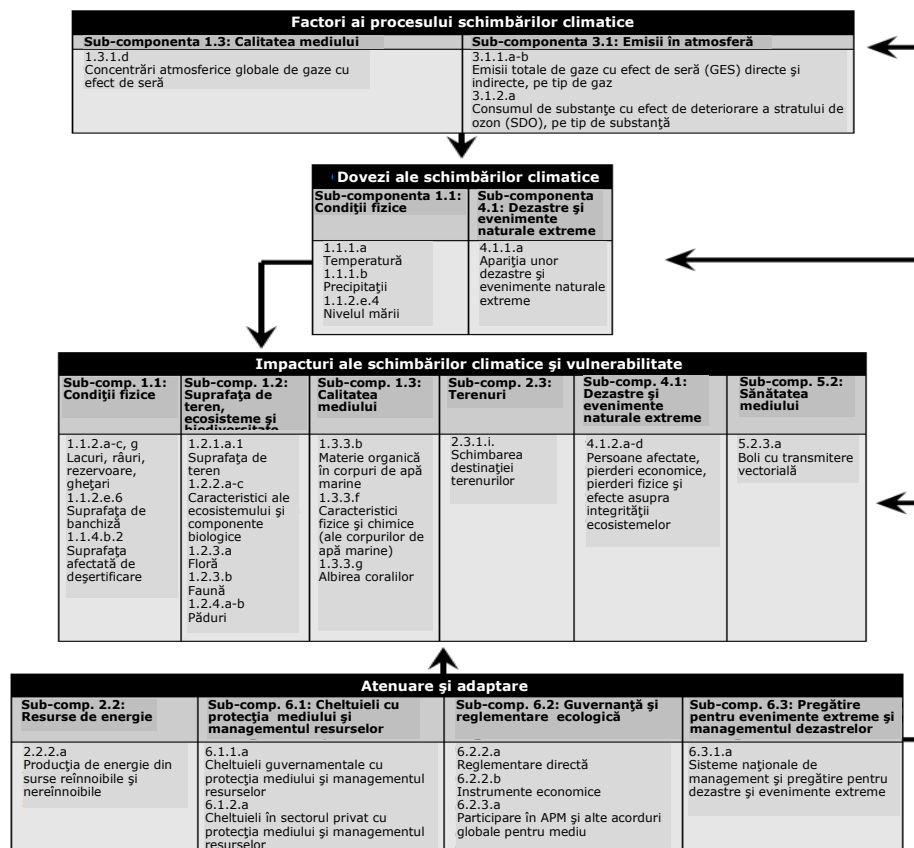 Factori ai procesului schimbărilor climatice
Sub-componenta 1.3: Calitatea mediului
1.3.1.d
Concentrări atmosferice globale de gaze cu
efect de seră
Sub-componenta 3.1: Emisii în atmosferă
3.1.1.a-b
Emisii totale de gaze cu efect de seră (GES) directe şi
indirecte, pe tip de gaz
3.1.2.a
Consumul de substanţe cu efect de deteriorare a stratului de
ozon (SDO), pe tip de substanţă
Dovezi ale schimbărilor climatice
Sub-componenta 1.1:
Condiţii fizice
1.1.1.a
Temperatură
1.1.1.b
Precipitaţii
1.1.2.e.4
Nivelul mării
Sub-componenta
4.1: Dezastre şi
evenimente
naturale extreme
4.1.1.a
Apariţia unor
dezastre şi
evenimente naturale
extreme
Impacturi ale schimbărilor climatice şi vulnerabilitate
Sub-comp. 1.1:
Condiţii fizice
1.1.2.a-c, g
Lacuri, râuri,
rezervoare,
gheţari
1.1.2.e.6
Suprafaţa de
banchiză
1.1.4.b.2
Suprafaţa
afectată de
deşertificare
Sub-comp. 1.2:
Suprafaţa de
teren,
ecosisteme şi
biodiversitate
1.2.1.a.1
Suprafaţa de
teren
1.2.2.a-c
Caracteristici ale
ecosistemului şi
componente
biologice
1.2.3.a
Floră
1.2.3.b
Faună
1.2.4.a-b
Păduri
Sub-comp. 1.3:
Calitatea
mediului
1.3.3.b
Materie organică
în corpuri de apă
marine
1.3.3.f
Caracteristici
fizice şi chimice
(ale corpurilor de
apă marine)
1.3.3.g
Albirea coralilor
Sub-comp. 2.3:
Terenuri
2.3.1.i.
Schimbarea
destinaţiei
terenurilor
Sub-comp. 4.1:
Dezastre şi
evenimente
naturale extreme
4.1.2.a-d
Persoane afectate,
pierderi economice,
pierderi fizice şi
efecte asupra
integrităţii
ecosistemelor
Sub-comp. 5.2:
Sănătatea
mediului
5.2.3.a
Boli cu transmitere
vectorială
Atenuare şi adaptare
Sub-comp. 2.2:
Resurse de energie
2.2.2.a
Producţia de energie din
surse reînnoibile şi
nereînnoibile
Sub-comp. 6.1: Cheltuieli cu
protecţia mediului şi
managementul resurselor
6.1.1.a
Cheltuieli guvernamentale cu
protecţia mediului şi managementul
resurselor
6.1.2.a
Cheltuieli în sectorul privat cu
protecţia mediului şi managementul
resurselor
Sub-comp. 6.2: Guvernanţă şi
reglementare ecologică
6.2.2.a
Reglementare directă
6.2.2.b
Instrumente economice
6.2.3.a
Participare în APM şi alte acorduri
globale pentru mediu
Sub-comp. 6.3: Pregătire
pentru evenimente extreme şi
managementul dezastrelor
6.3.1.a
Sisteme naţionale de
management şi pregătire pentru
dezastre şi evenimente extreme